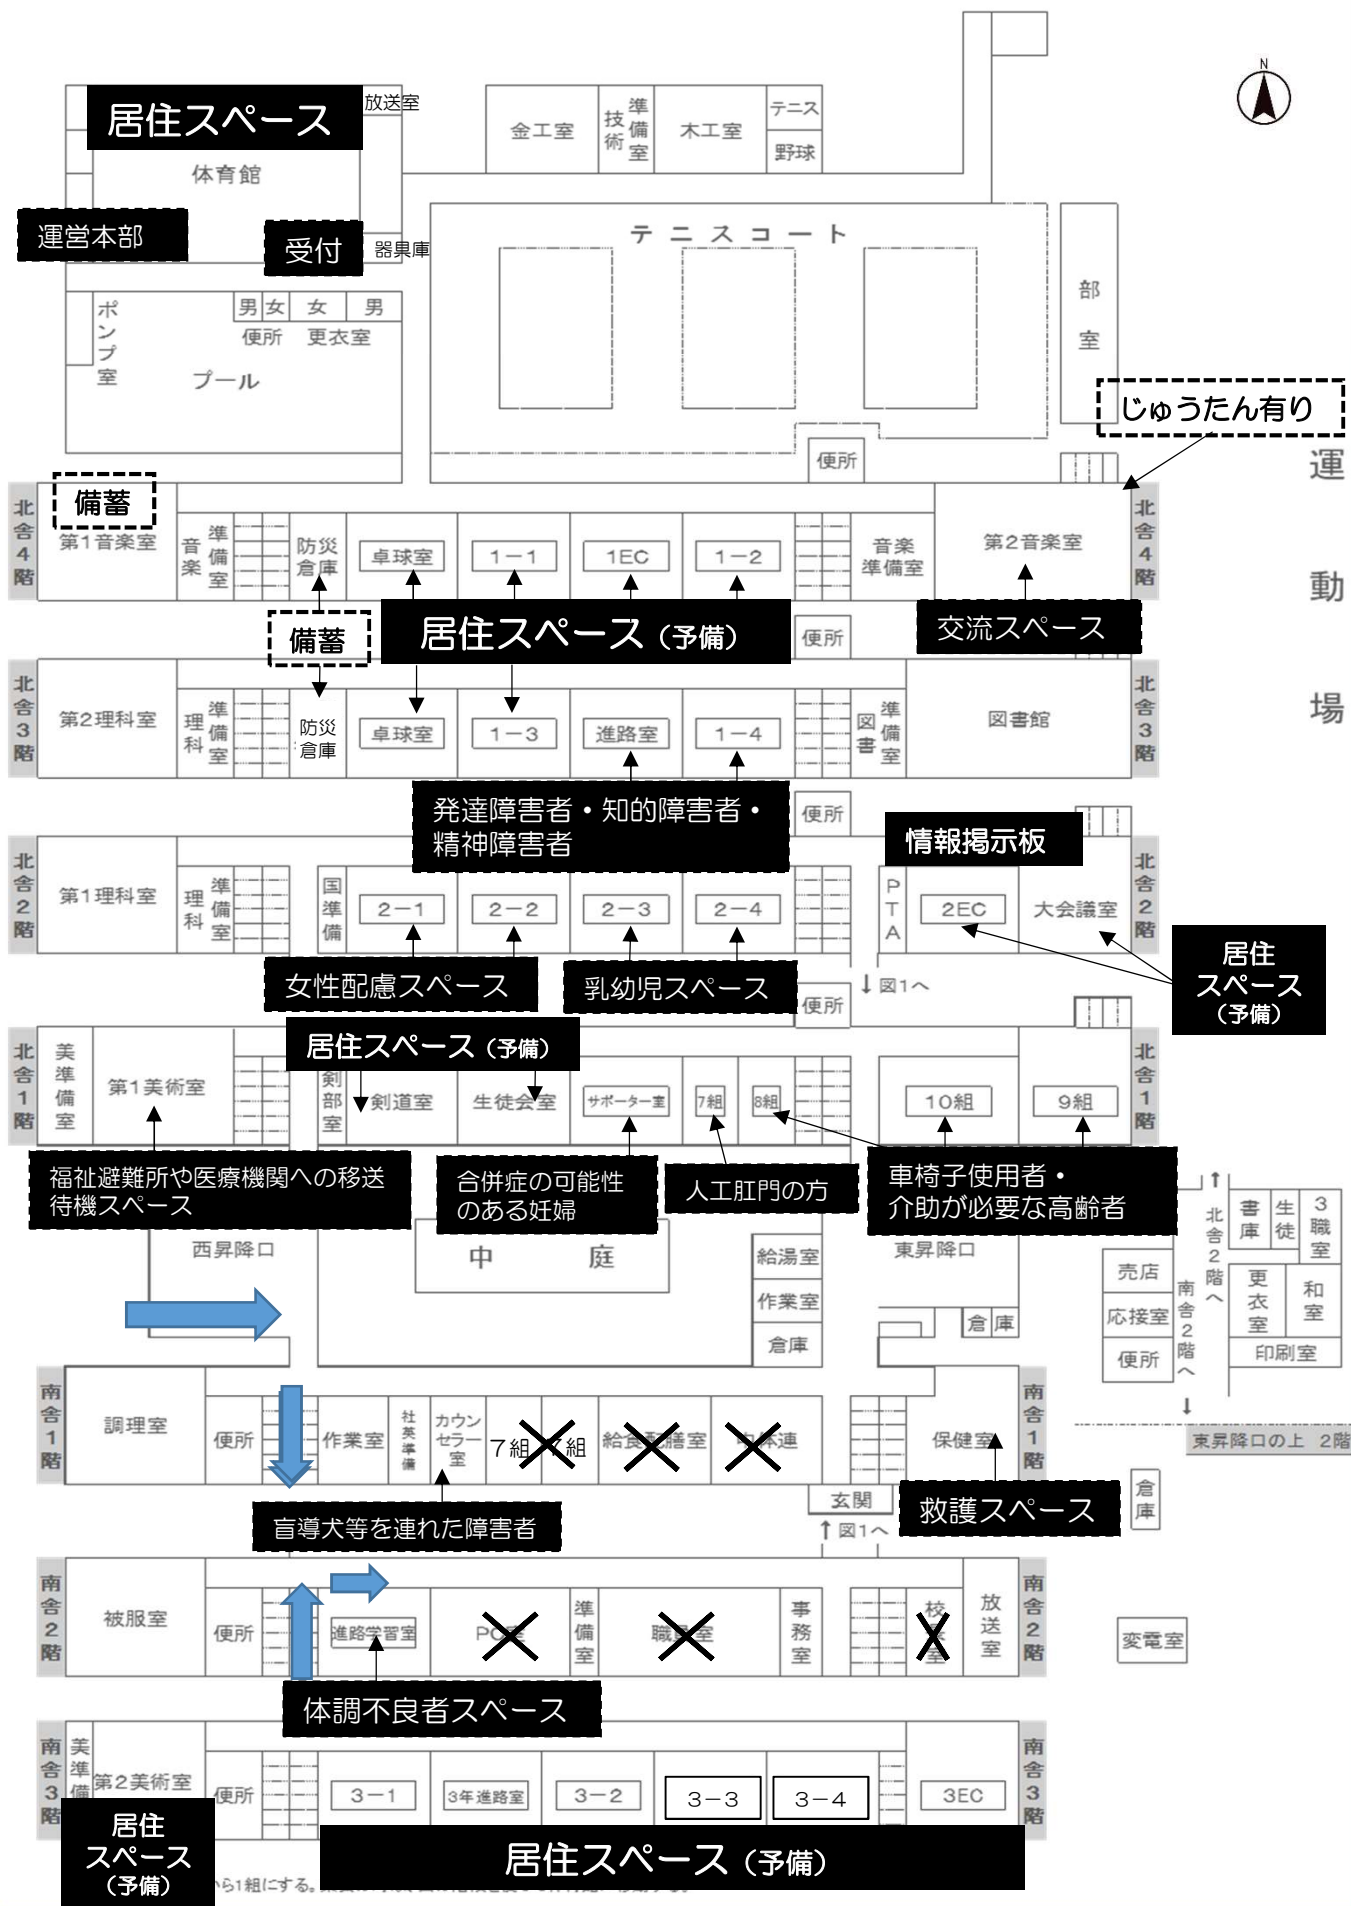 N
居住スペース
放送室
体育館
運営本部
受付
器具庫
金工室
技術
準備室
木工室
テニス
野球
テニスコート
部室
ポンプ室
男
女
女
男
便所
更衣室
プール
じゅうたん有り
運動場
便所
北舎4階
備蓄
第1音楽室
音楽
準備室
防災
倉庫
卓球室
1-1
1EC
1-2
音楽
準備室
第2音楽室
北舎4階
備蓄
居住スペース（予備）
便所
交流スペース
北舎3階
第2理科室
理科
準備室
防災
倉庫
卓球室
1-3
進路室
1-4
図書
準備室
図書館
北舎3階
発達障害者・知的障害者・
精神障害者
便所
情報掲示板
北舎2階
第1理科室
理科
準備室
国準備
2-1
2-2
2-3
2-4
PTA
2EC
大会議室
北舎2階
女性配慮スペース
乳幼児スペース
便所
↓図1へ
居住
スペース
（予備）
居住スペース（予備）
北舎1階
美準備室
第1美術室
剣部室
剣道室
生徒会室
サポーター室
7組
8組
10組
9組
北舎1階
福祉避難所や医療機関への移送
待機スペース
合併症の可能性
のある妊婦
人工肛門の方
車椅子使用者・
介助が必要な高齢者
西昇降口
中庭
給湯室
作業室
倉庫
東昇降口
倉庫
売店
応接室
便所
北舎2階へ
南舎2階へ
書庫
生徒
3職室
更衣室
和室
印刷室
東昇降口の上 2階
南舎1階
調理室
便所
作業室
社英準備
カウン
セラー
室
7組
7組
給食配膳室
中体連
保健室
南舎1階
盲導犬等を連れた障害者
玄関
↑図1へ
救護スペース
倉庫
南舎2階
被服室
便所
進路学習室
PC室
準備室
職員室
事務室
校長室
放送室
南舎2階
変電室
体調不良者スペース
南舎3階
美準備
第2美術室
便所
3-1
3年進路室
3-2
3-3
3-4
3EC
南舎3階
居住
スペース
（予備）
居住スペース（予備）
から1組にする。